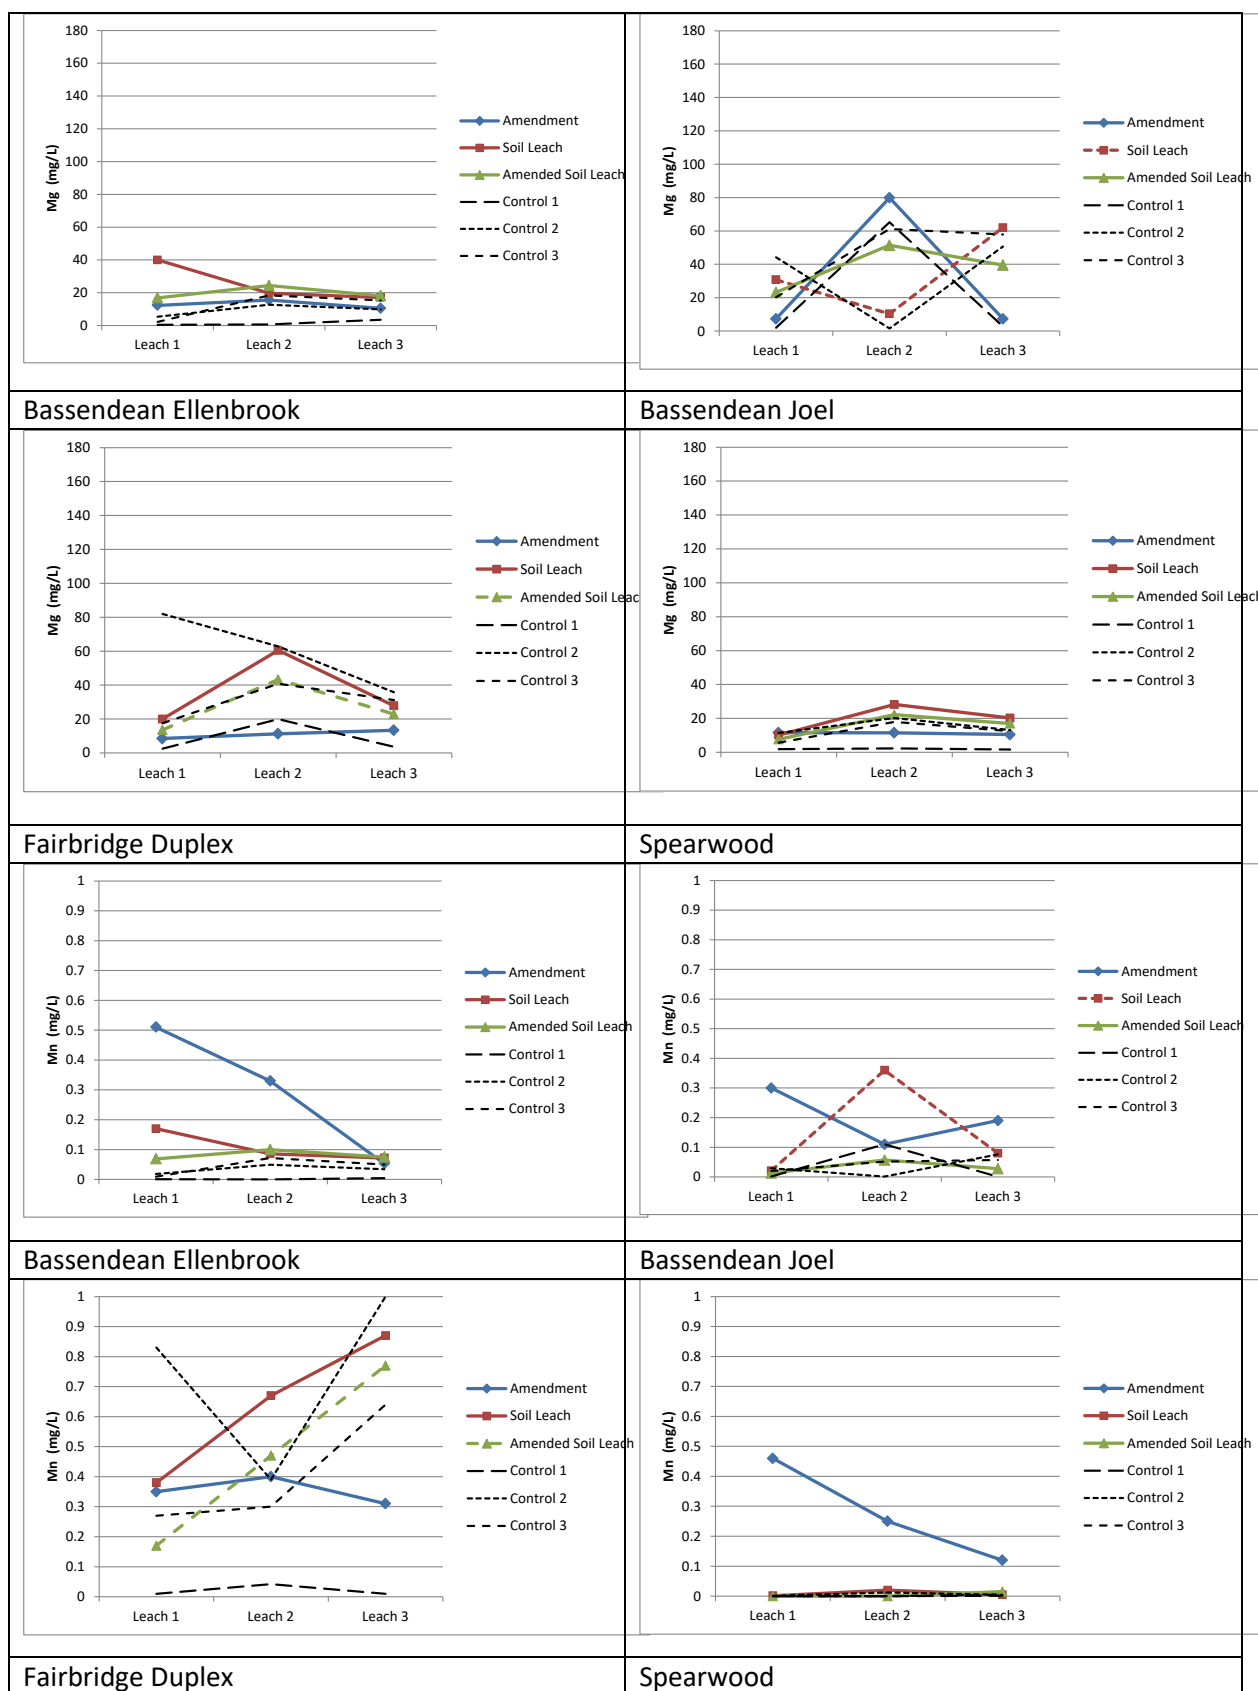 180
160
140
120
100
80
60
40
20
0
Mg (mg/L)
Leach 1 Leach 2 Leach 3
Amendment
Soil Leach
Amended Soil Leach
Control 1
Control 2
Control 3
180
160
140
120
100
80
60
40
20
0
Mg (mg/L)
Leach 1 Leach 2 Leach 3
Amendment
Soil Leach
Amended Soil Leach
Control 1
Control 2
Control 3
Bassendean Ellenbrook
Bassendean Joel
180
160
140
120
100
80
60
40
20
0
Mg (mg/L)
Leach 1 Leach 2 Leach 3
Amendment
Soil Leach
Amended Soil Leac
Control 1
Control 2
Control 3
180
160
140
120
100
80
60
40
20
0
Mg (mg/L)
Leach 1 Leach 2 Leach 3
Amendment
Soil Leach
Amended Soil Leach
Control 1
Control 2
Control 3
Fairbridge Duplex
Spearwood
1
0.9
0.8
0.7
0.6
0.5
0.4
0.3
0.2
0.1
0
Mn (mg/L)
Leach 1 Leach 2 Leach 3
Amendment
Soil Leach
Amended Soil Leach
Control 1
Control 2
Control 3
1
0.9
0.8
0.7
0.6
0.5
0.4
0.3
0.2
0.1
0
Mn (mg/L)
Leach 1 Leach 2 Leach 3
Amendment
Soil Leach
Amended Soil Leach
Control 1
Control 2
Control 3
Bassendean Ellenbrook
Bassendean Joel
1
0.9
0.8
0.7
0.6
0.5
0.4
0.3
0.2
0.1
0
Mn (mg/L)
Leach 1 Leach 2 Leach 3
Amendment
Soil Leach
Amended Soil Leach
Control 1
Control 2
Control 3
1
0.9
0.8
0.7
0.6
0.5
0.4
0.3
0.2
0.1
0
Mn (mg/L)
Leach 1 Leach 2 Leach 3
Amendment
Soil Leach
Amended Soil Leach
Control 1
Control 2
Control 3
Fairbridge Duplex
Spearwood